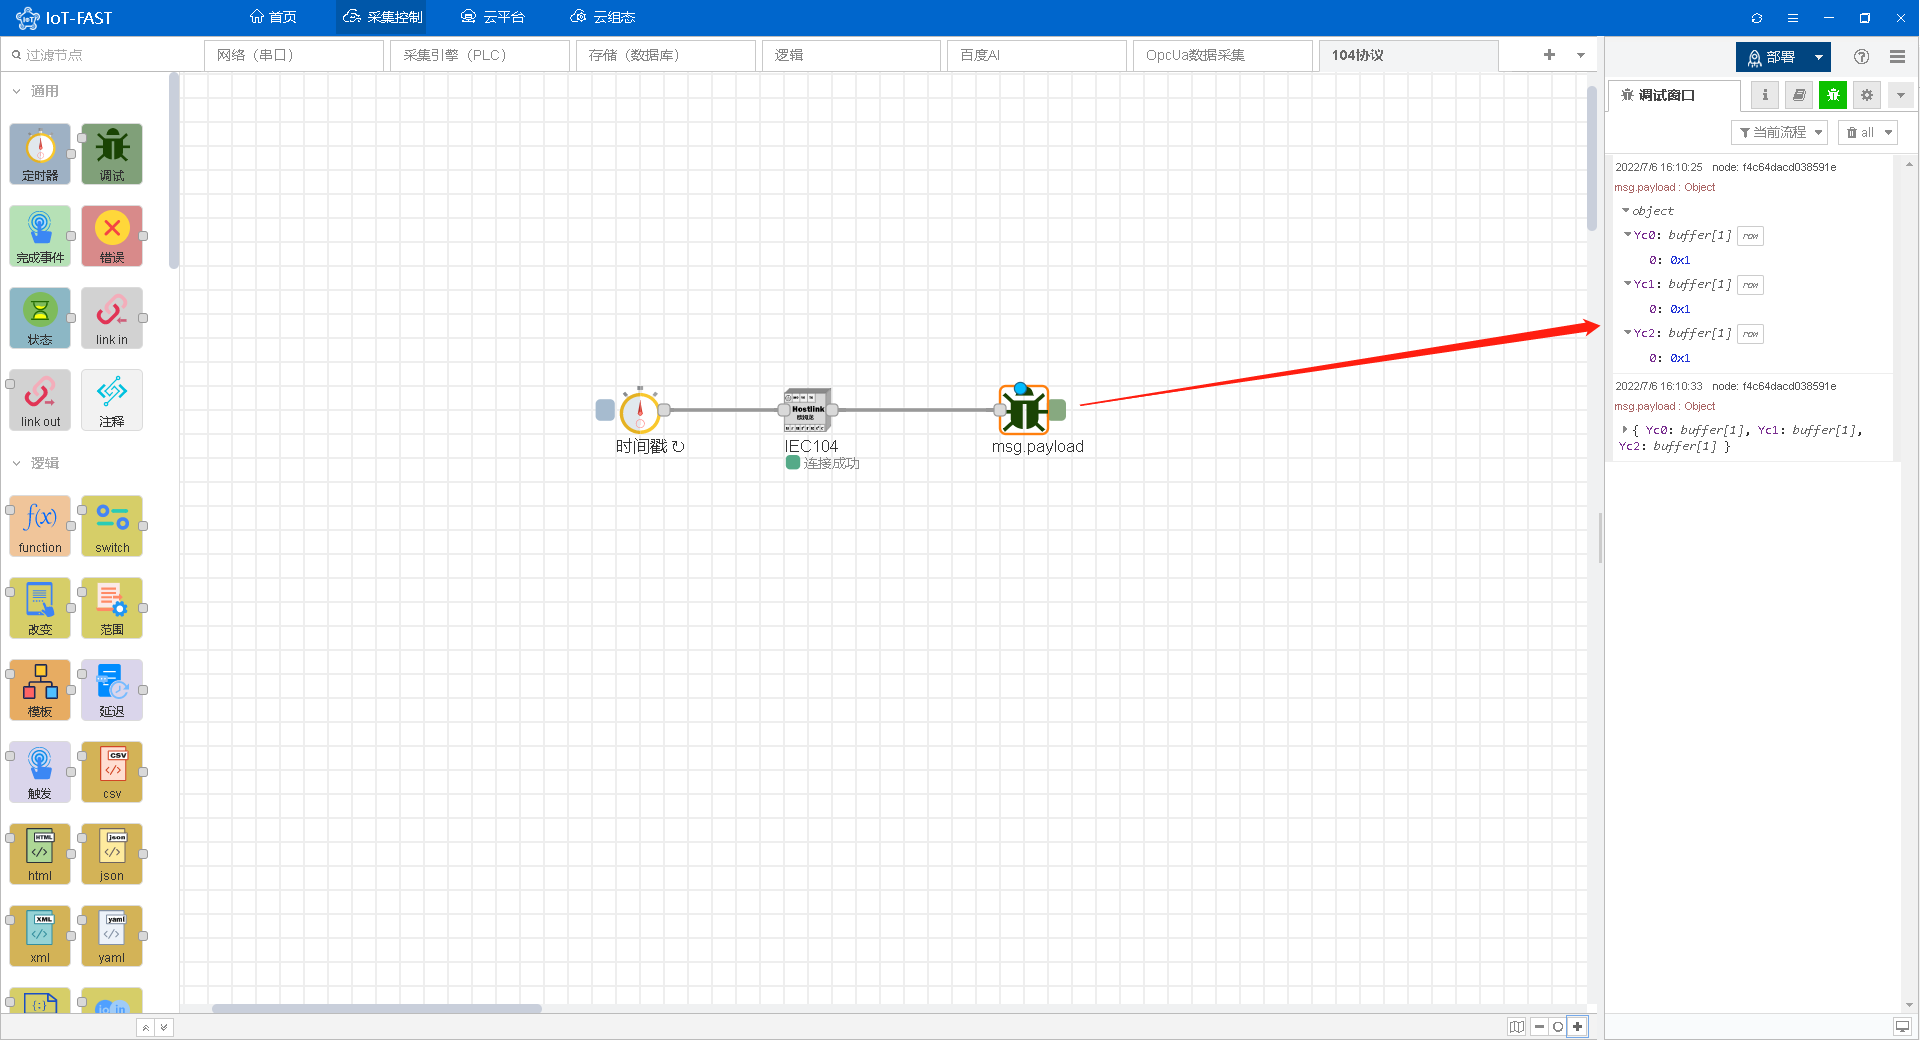 IoT-FAST
首页
采集控制
云平台
云组态
过滤节点
网络（串口）
采集引擎（PLC）
存储（数据库）
逻辑
百度AI
OpcUa数据采集
104协议
部署
通用
定时器
调试
完成事件
错误
状态
link in
link out
注释
逻辑
f(x)
function
switch
改变
范围
模板
延迟
触发
CSV
csv
HTML
html
json
json
XML
xml
yaml
yaml
时间戳 ↻
Hostlink
IEC104
连接成功
msg.payload
调试窗口
当前流程
all
2022/7/6 16:10:25 node: f4c64dacd038591e
msg.payload : Object
object
Yc0: buffer[1] raw
0: 0x1
Yc1: buffer[1] raw
0: 0x1
Yc2: buffer[1] raw
0: 0x1
2022/7/6 16:10:33 node: f4c64dacd038591e
msg.payload : Object
{ Yc0: buffer[1], Yc1: buffer[1],
Yc2: buffer[1] }